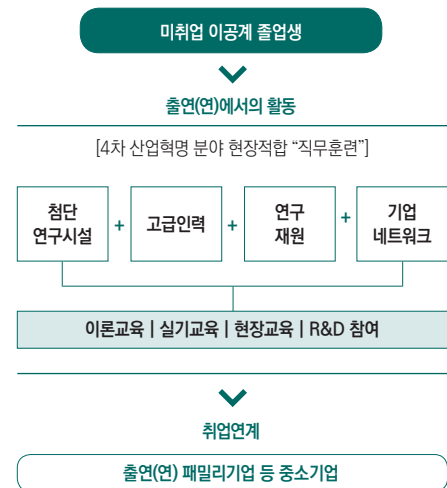 미취업 이공계 졸업생
출연(연)에서의 활동
[4차 산업혁명 분야 현장적합 “직무훈련”]
첨단
연구시설
+
고급인력
+
연구
재원
+
기업
네트워크
이론교육 | 실기교육 | 현장교육 | R&D 참여
취업연계
출연(연) 패밀리기업 등 중소기업